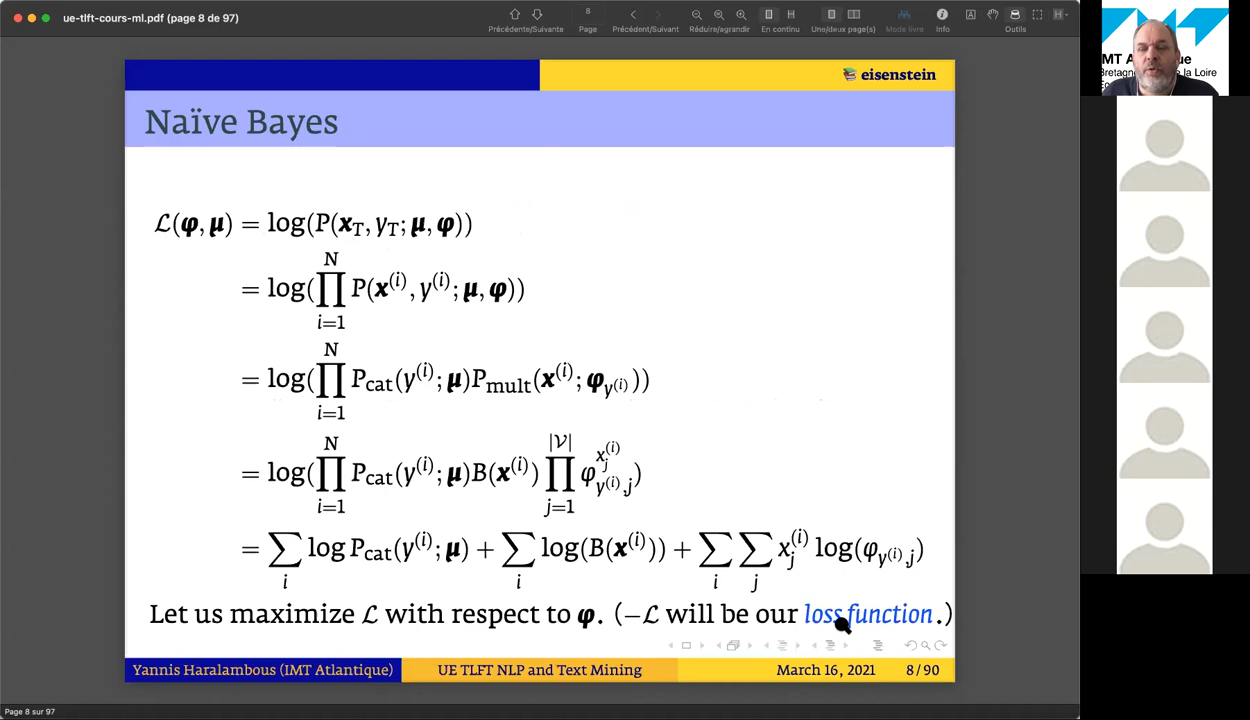 ue-tlft-cours-ml.pdf (page 8 de 97)
8
Précédente/Suivante Page Précédent/Suivant Réduire/agrandir En continu Une/deux page(s) Mode livre Info Outils
eisenstein
Naïve Bayes
ℒ(𝛗, 𝛍) = log(P(𝐱_T, y_T; 𝛍, 𝛗))
= log(∏_{i=1}^{N} P(𝐱^{(i)}, y^{(i)}; 𝛍, 𝛗))
= log(∏_{i=1}^{N} P_cat(y^{(i)}; 𝛍)P_mult(𝐱^{(i)}; 𝛗_{y^{(i)}}))
= log(∏_{i=1}^{N} P_cat(y^{(i)}; 𝛍)B(𝐱^{(i)}) ∏_{j=1}^{|𝒱|} φ_{y^{(i)},j}^{x_j^{(i)}})
= ∑_i log P_cat(y^{(i)}; 𝛍) + ∑_i log(B(𝐱^{(i)})) + ∑_i ∑_j x_j^{(i)} log(φ_{y^{(i)},j})
Let us maximize ℒ with respect to 𝛗. (−ℒ will be our loss function.)
Yannis Haralambous (IMT Atlantique) UE TLFT NLP and Text Mining March 16, 2021 8/90
Page 8 sur 97